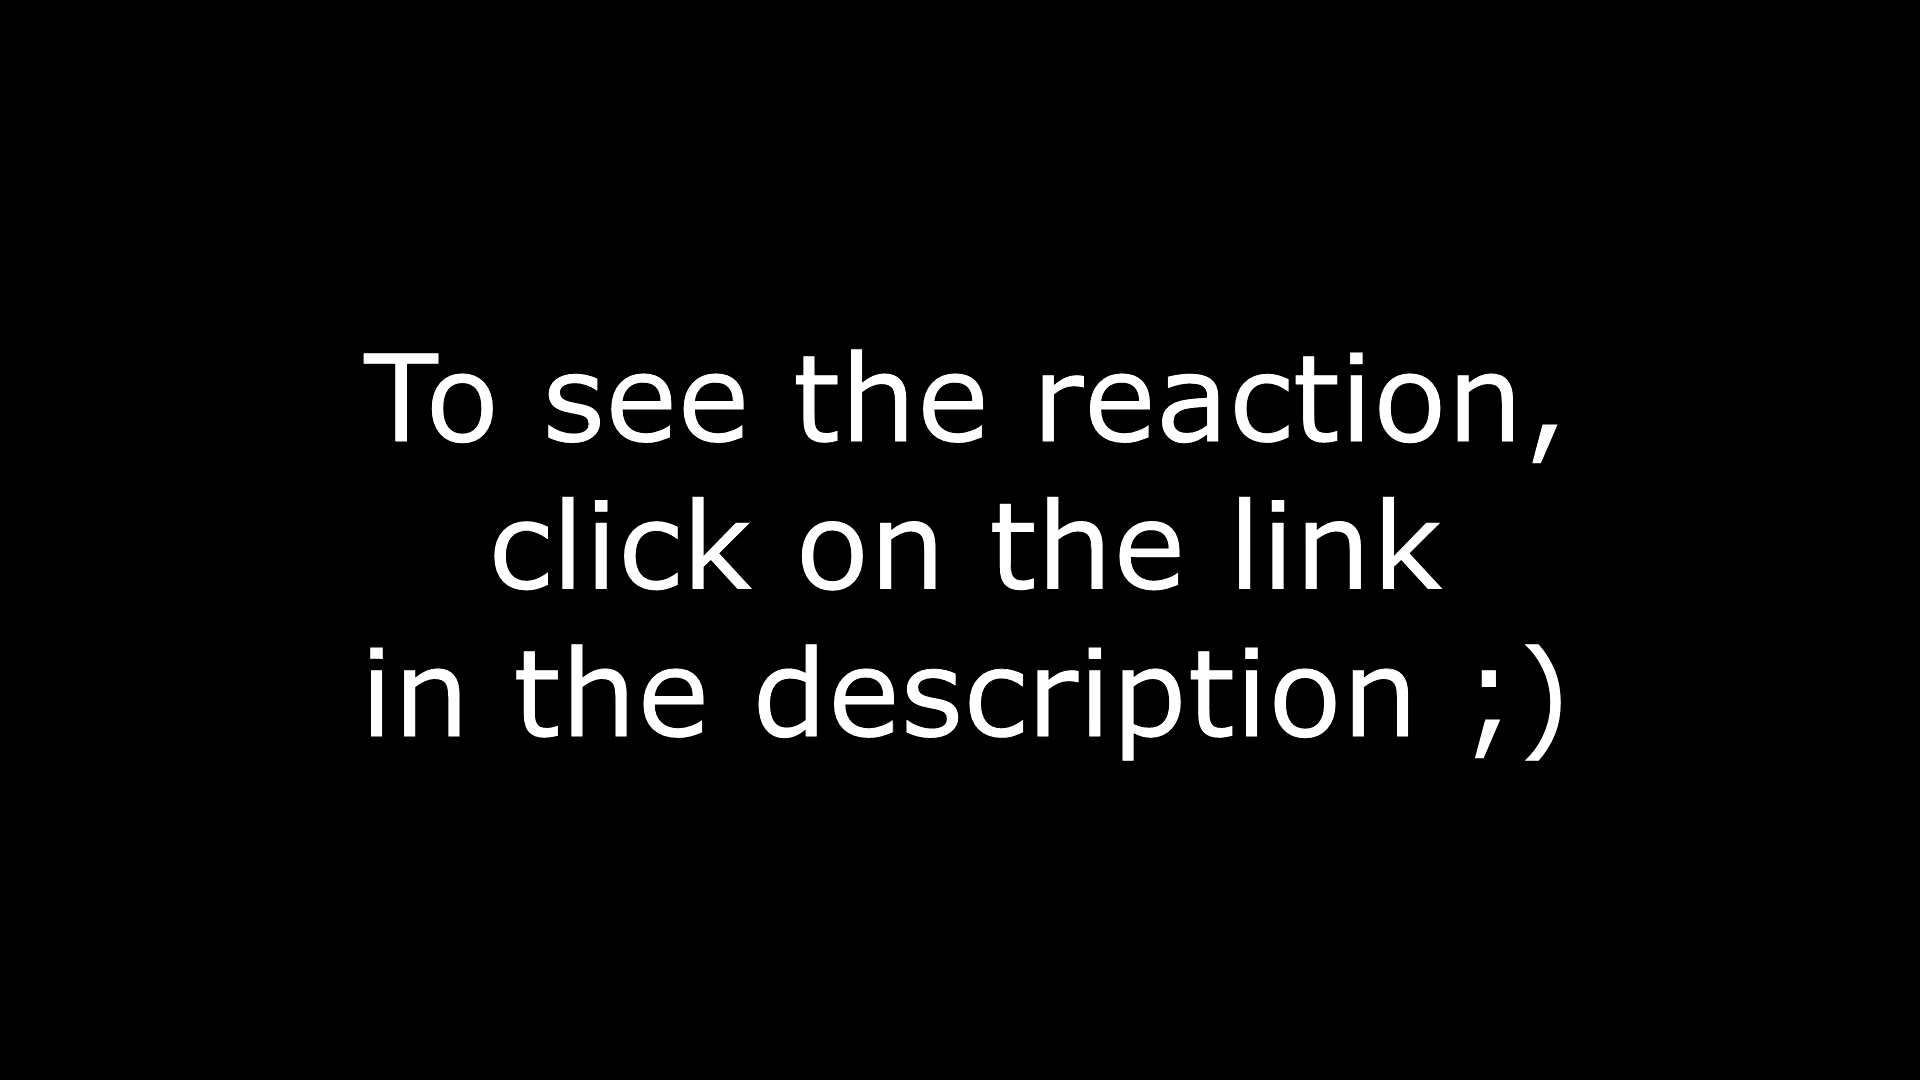 To see the reaction,
click on the link
in the description ;)